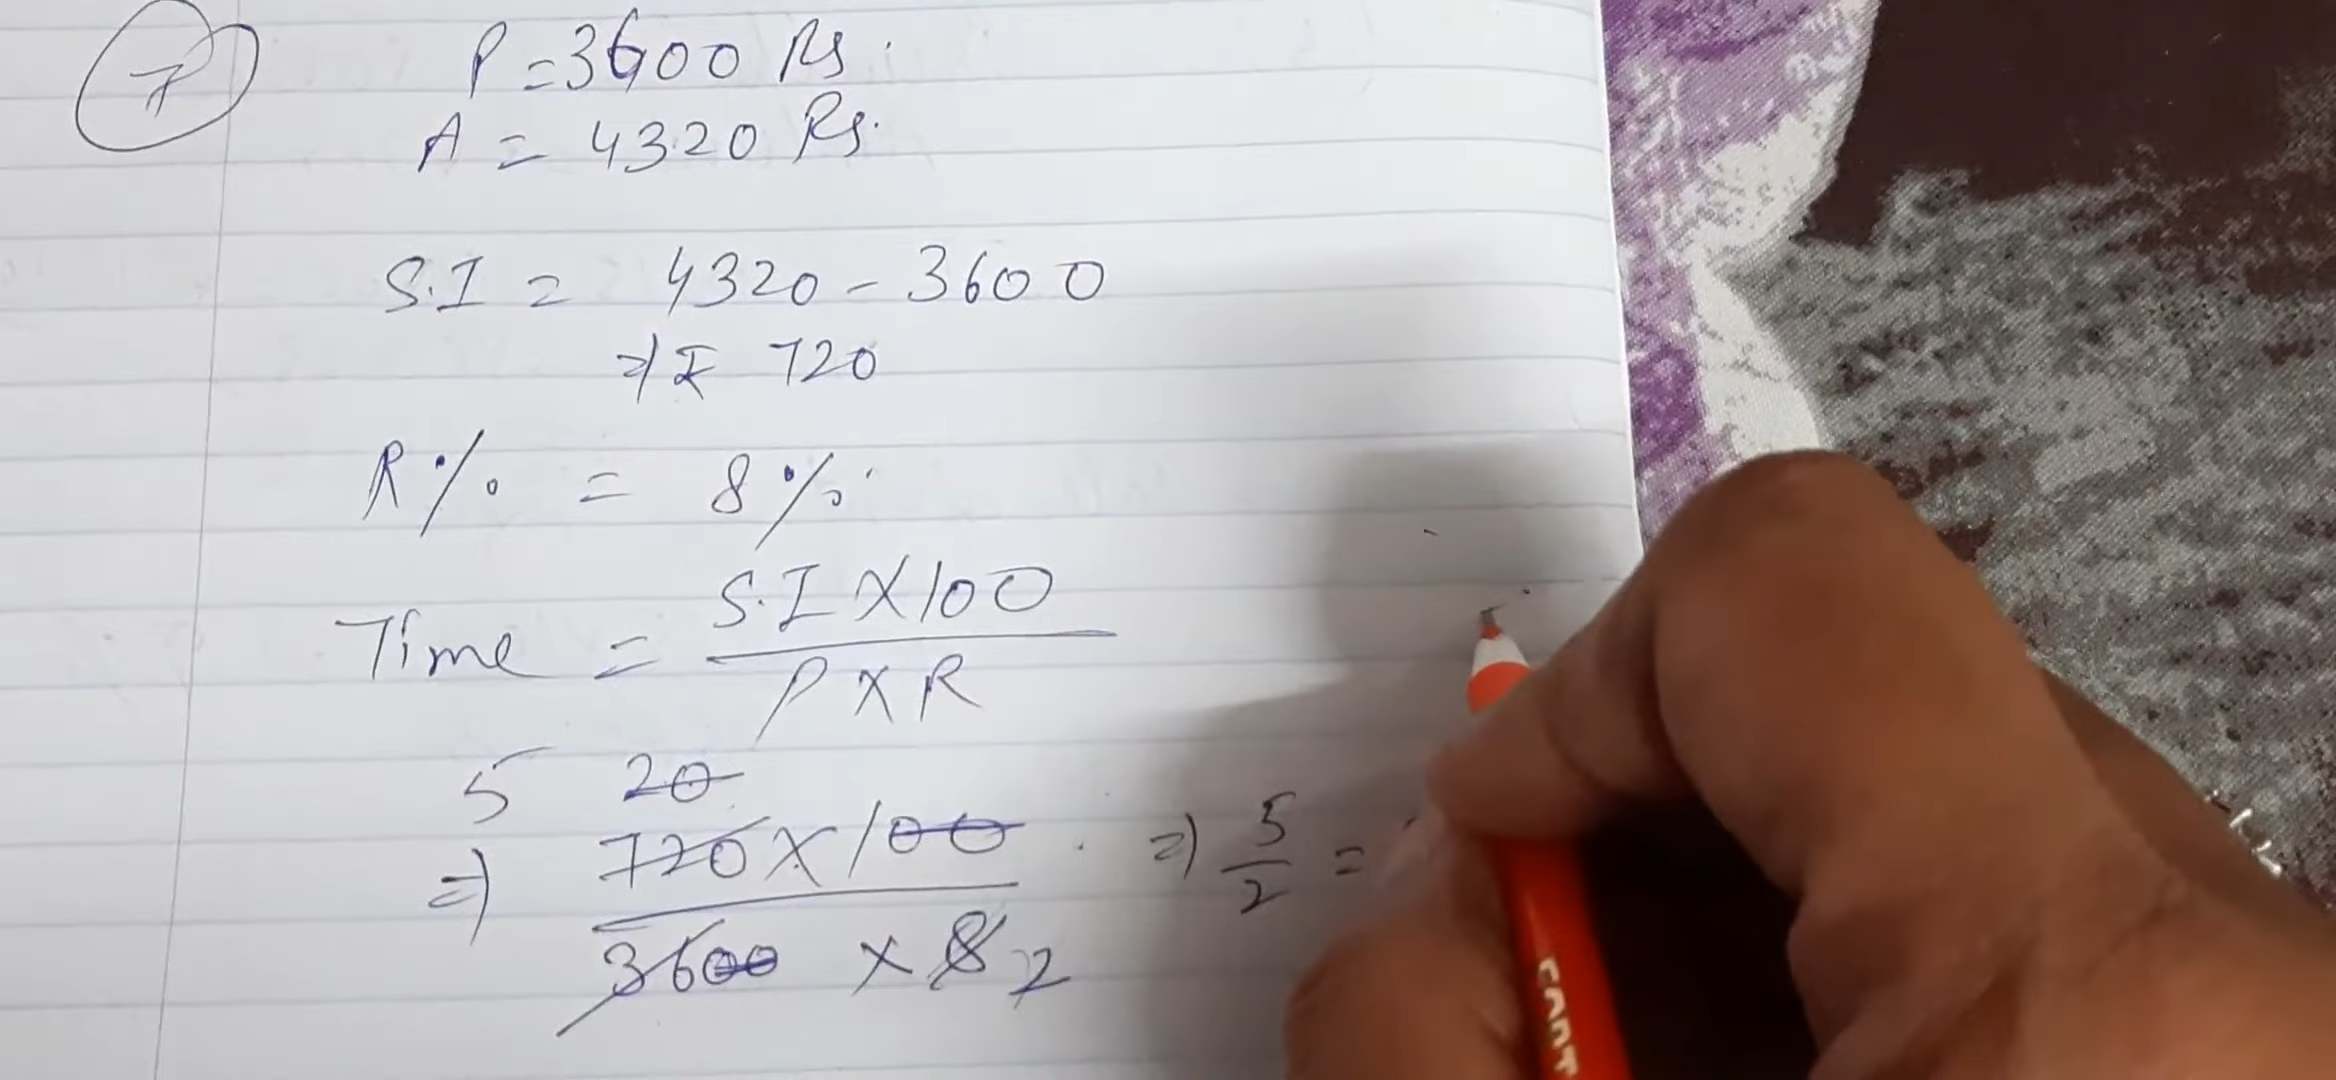 7
P = 3600 Rs.
A = 4320 Rs.
S.I = 4320 - 3600
=> ₹ 720
R% = 8%
Time = S.I X 100
P X R
5 20
=> 720 X 100 => 5/2 =
3600 X 8 2
CART